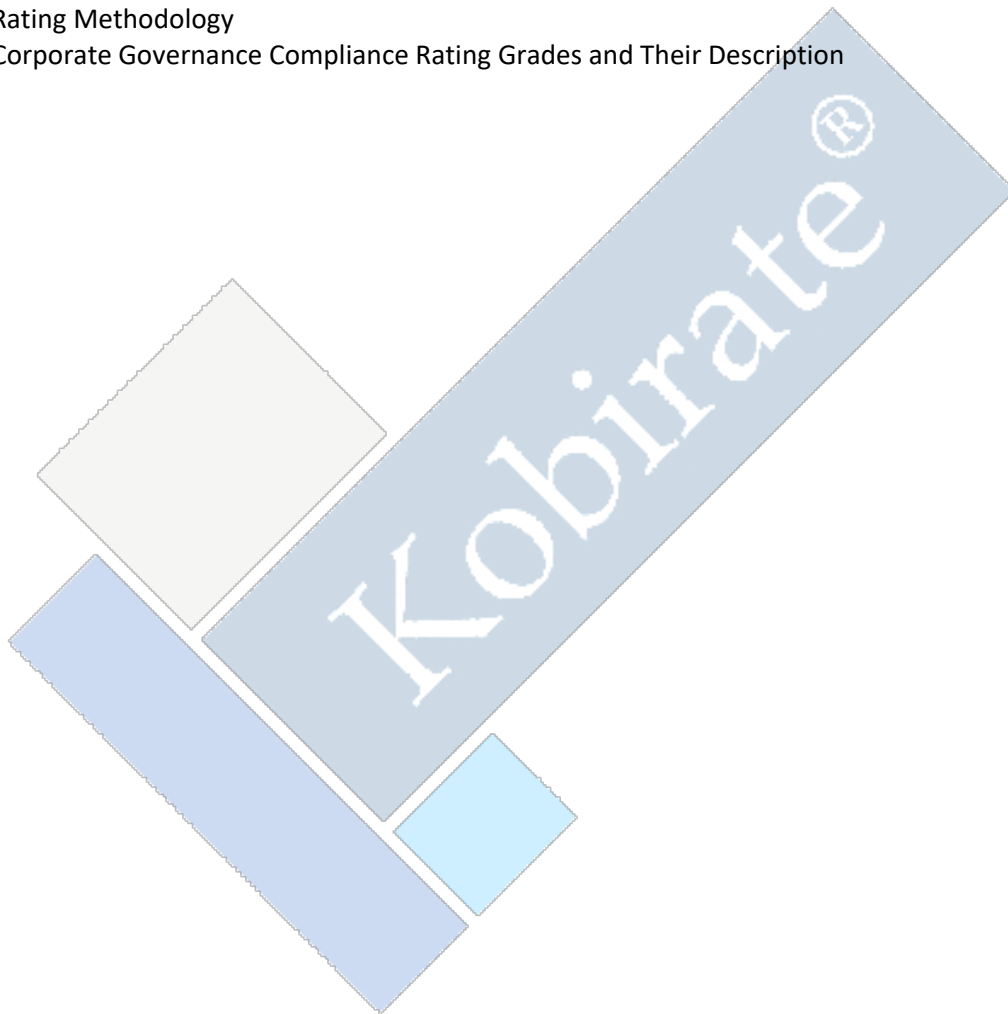 Rating Methodology
Corporate Governance Compliance Rating Grades and Their Description
Kobirate®